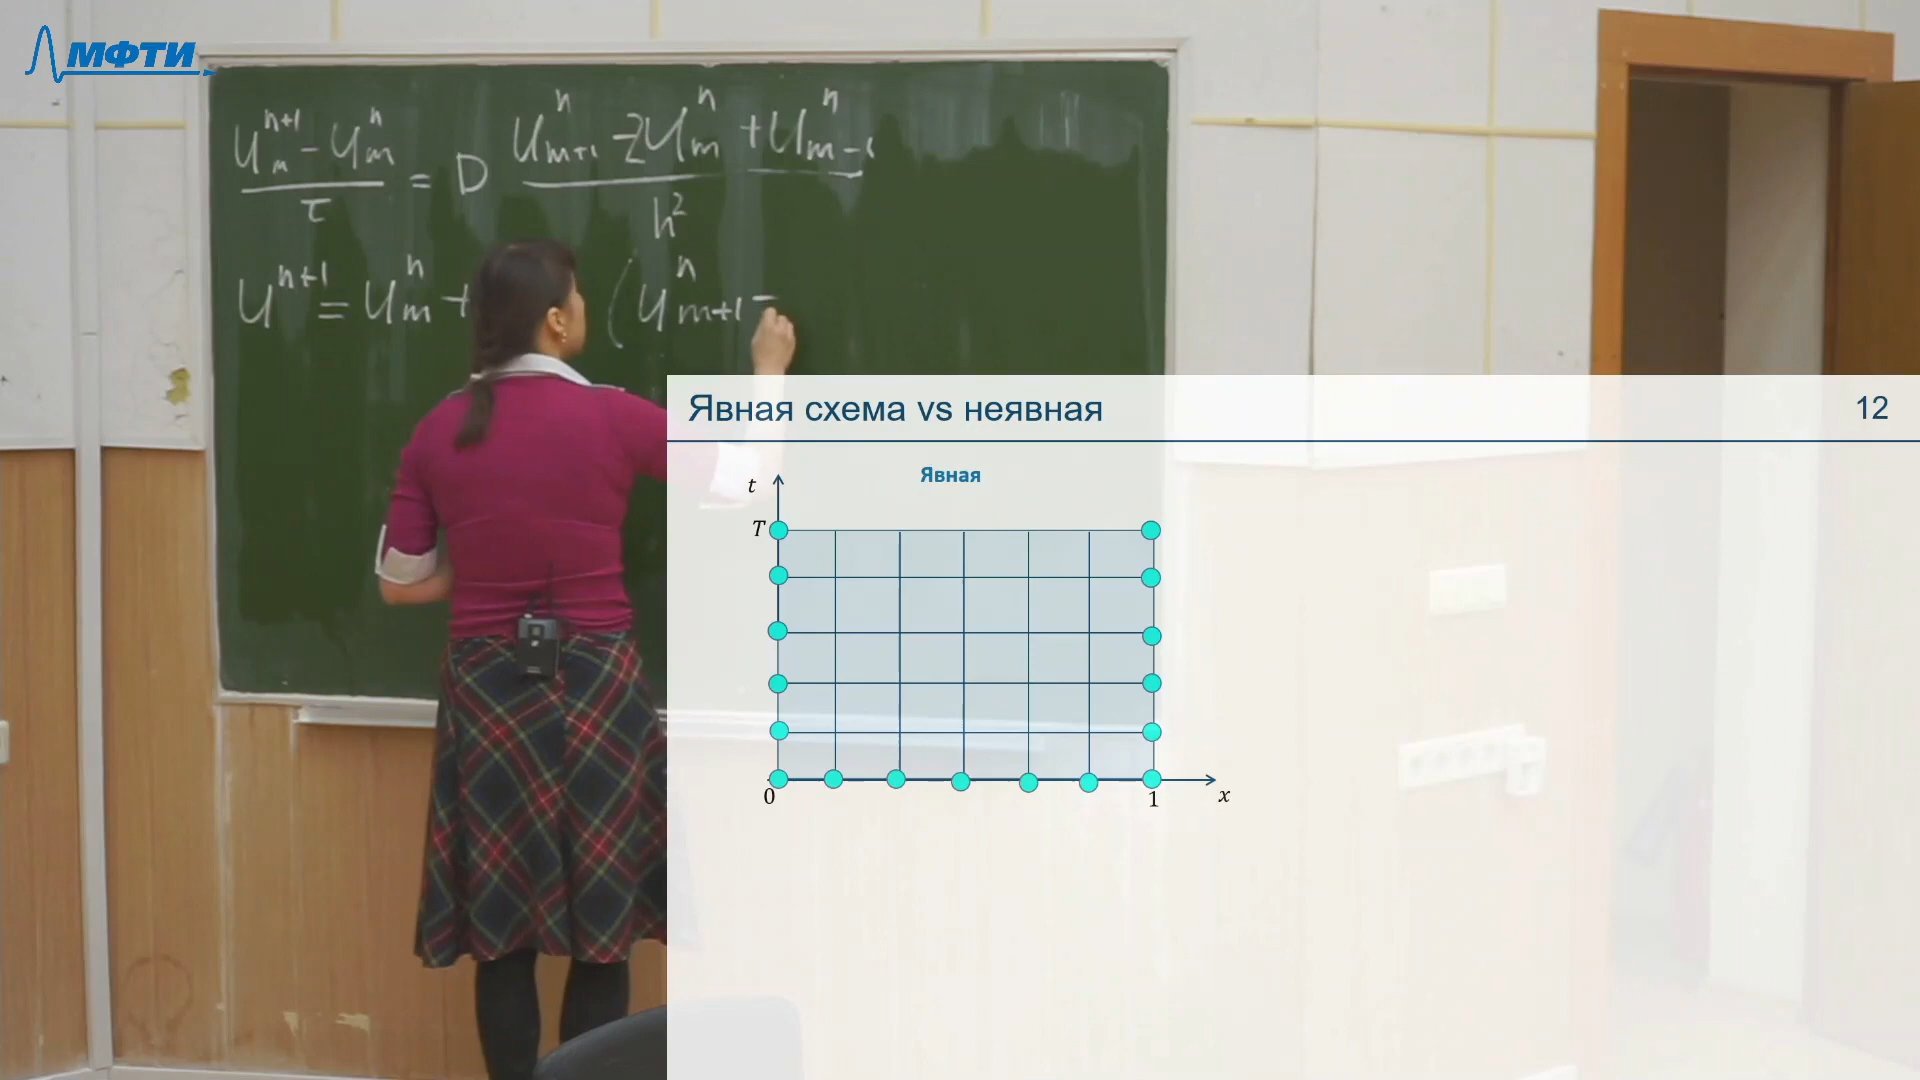 МФТИ
u_m^{n+1} - u_m^n / τ = D u_{m+1}^n - 2u_m^n + u_{m-1}^n / h^2
u^{n+1} = u_m^n + ( u_{m+1}^n -
Явная схема vs неявная 12
Явная
t
T
0 1 x